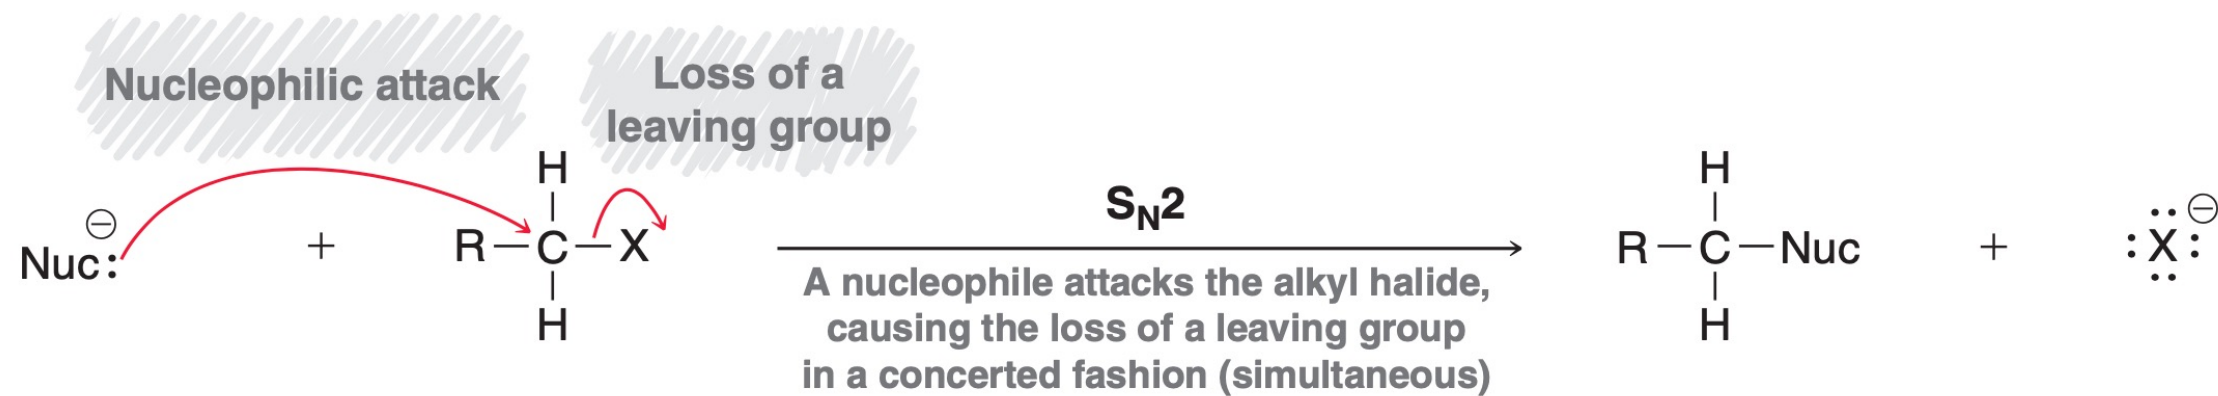 Nucleophilic attack
Loss of a
leaving group
Nuc:⊖ + R—C—X
H
H
SN2
A nucleophile attacks the alkyl halide,
causing the loss of a leaving group
in a concerted fashion (simultaneous)
H
R—C—Nuc + :X:⊖
H